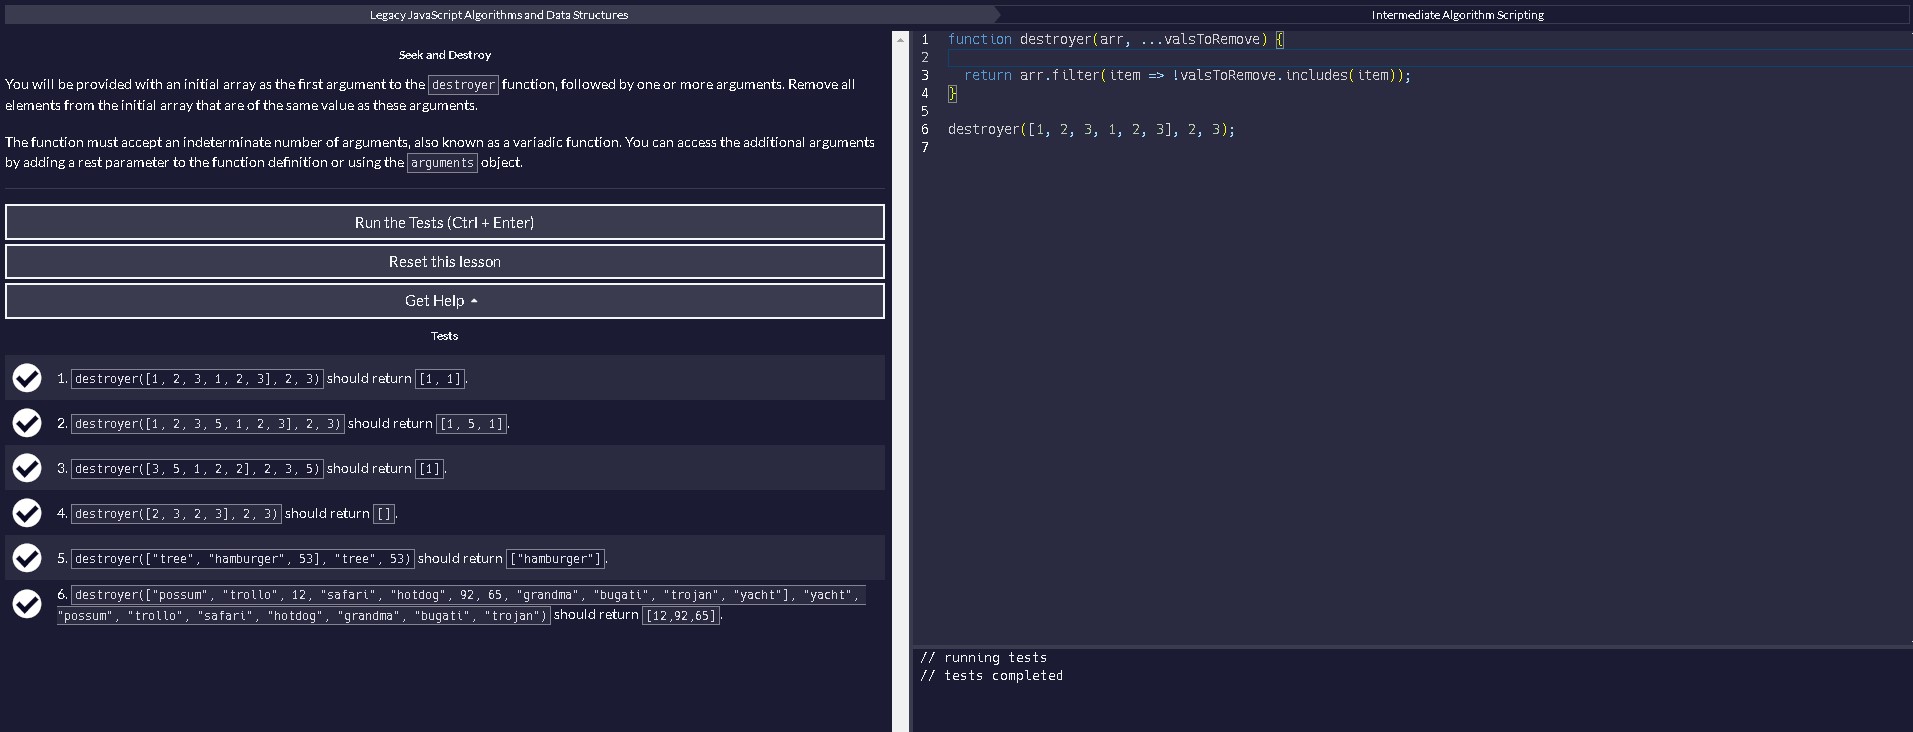 Legacy JavaScript Algorithms and Data Structures
Intermediate Algorithm Scripting
Seek and Destroy
You will be provided with an initial array as the first argument to the destroyer function, followed by one or more arguments. Remove all
elements from the initial array that are of the same value as these arguments.
The function must accept an indeterminate number of arguments, also known as a variadic function. You can access the additional arguments
by adding a rest parameter to the function definition or using the arguments object.
Run the Tests (Ctrl + Enter)
Reset this lesson
Get Help
Tests
1. destroyer([1, 2, 3, 1, 2, 3], 2, 3) should return [1, 1].
2. destroyer([1, 2, 3, 5, 1, 2, 3], 2, 3) should return [1, 5, 1].
3. destroyer([3, 5, 1, 2, 2], 2, 3, 5) should return [1].
4. destroyer([2, 3, 2, 3], 2, 3) should return [].
5. destroyer(["tree", "hamburger", 53], "tree", 53) should return ["hamburger"].
6. destroyer(["possum", "trollo", 12, "safari", "hotdog", 92, 65, "grandma", "bugati", "trojan", "yacht"], "yacht",
"possum", "trollo", "safari", "hotdog", "grandma", "bugati", "trojan") should return [12,92,65].
1 function destroyer(arr, ...valsToRemove) {
2
3 return arr.filter(item => !valsToRemove.includes(item));
4 }
5
6 destroyer([1, 2, 3, 1, 2, 3], 2, 3);
7
// running tests
// tests completed